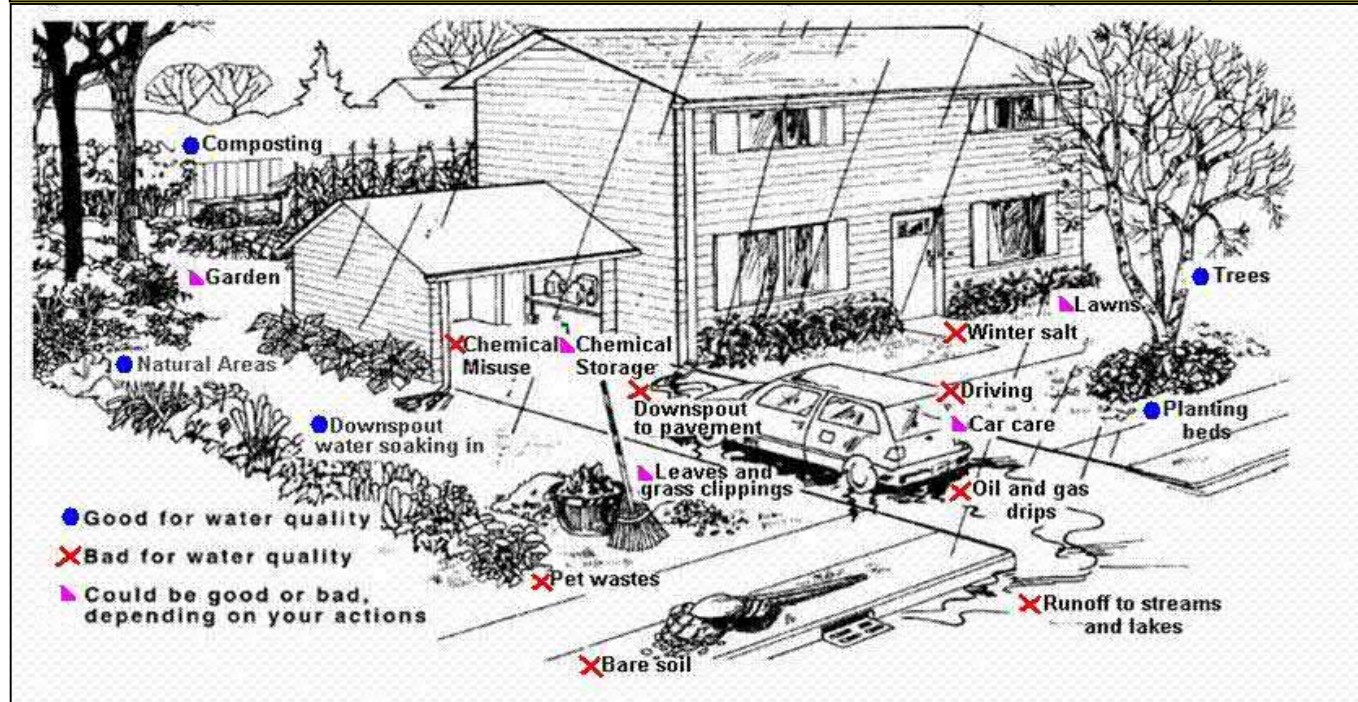 Composting
Garden
Trees
Lawns
Winter salt
Chemical
Misuse
Chemical
Storage
Natural Areas
Driving
Downspout
to pavement
Car care
Planting
beds
Downspout
water soaking in
Leaves and
grass clippings
Oil and gas
drips
Good for water quality
Bad for water quality
Could be good or bad,
depending on your actions
Pet wastes
Runoff to streams
and lakes
Bare soil